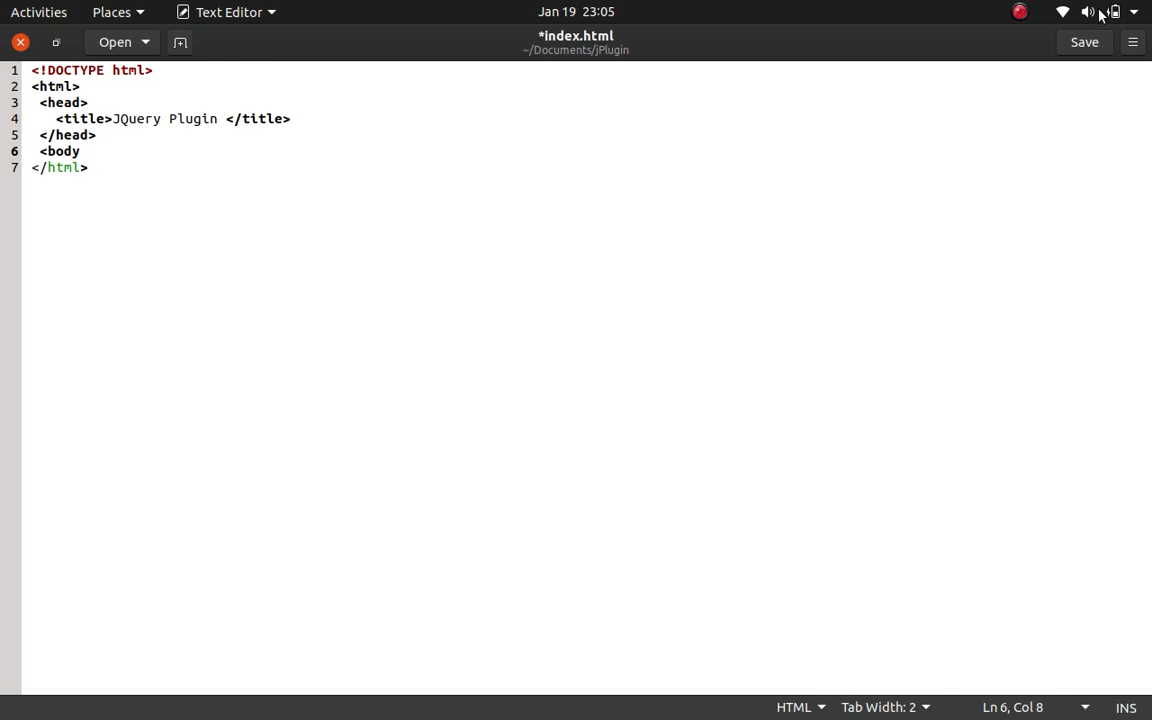 Activities Places Text Editor Jan 19 23:05
Open *index.html Save
~/Documents/jPlugin
1 <!DOCTYPE html>
2 <html>
3 <head>
4 <title>JQuery Plugin </title>
5 </head>
6 <body
7 </html>
HTML Tab Width: 2 Ln 6, Col 8 INS